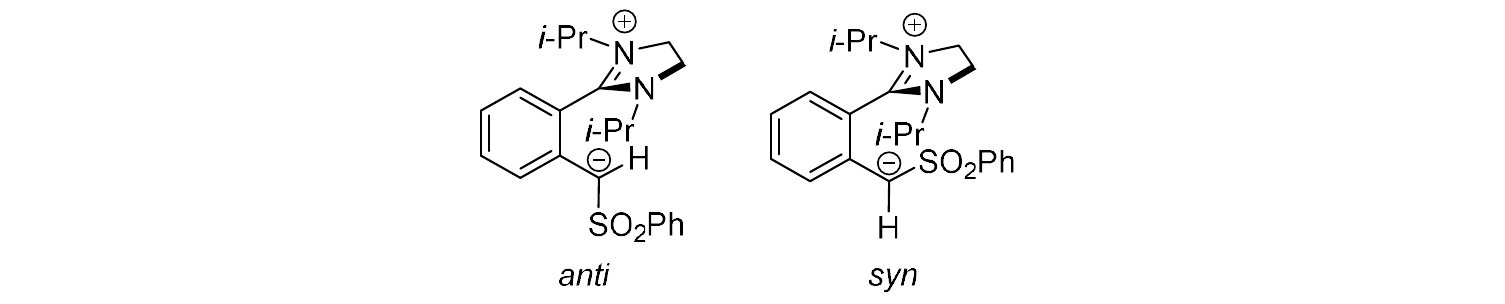 ⊕ ⊕
i-Pr N i-Pr N
N N
i-Pr i-Pr
⊖ H ⊖ SO2Ph
SO2Ph H
anti syn